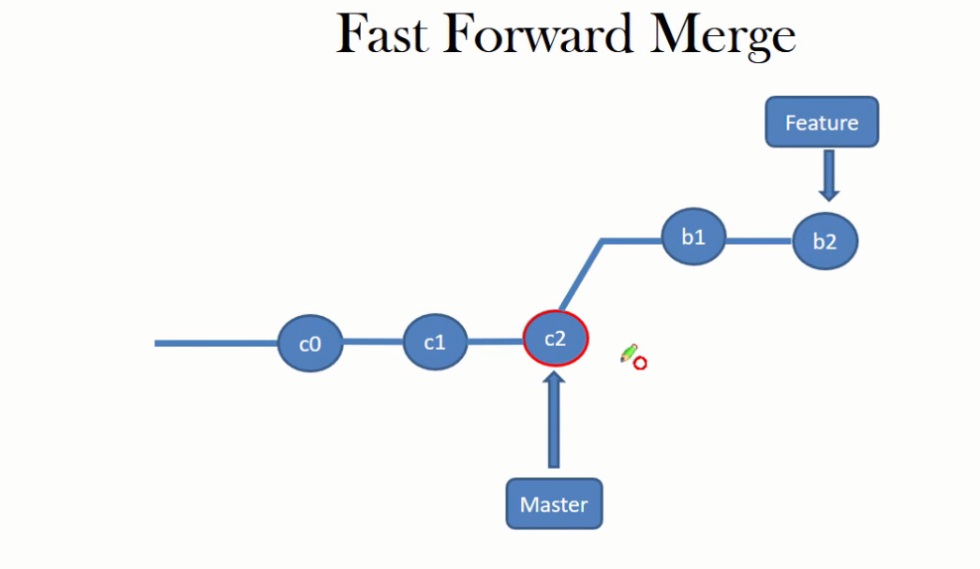 Fast Forward Merge
Feature
b1
b2
c0
c1
c2
Master